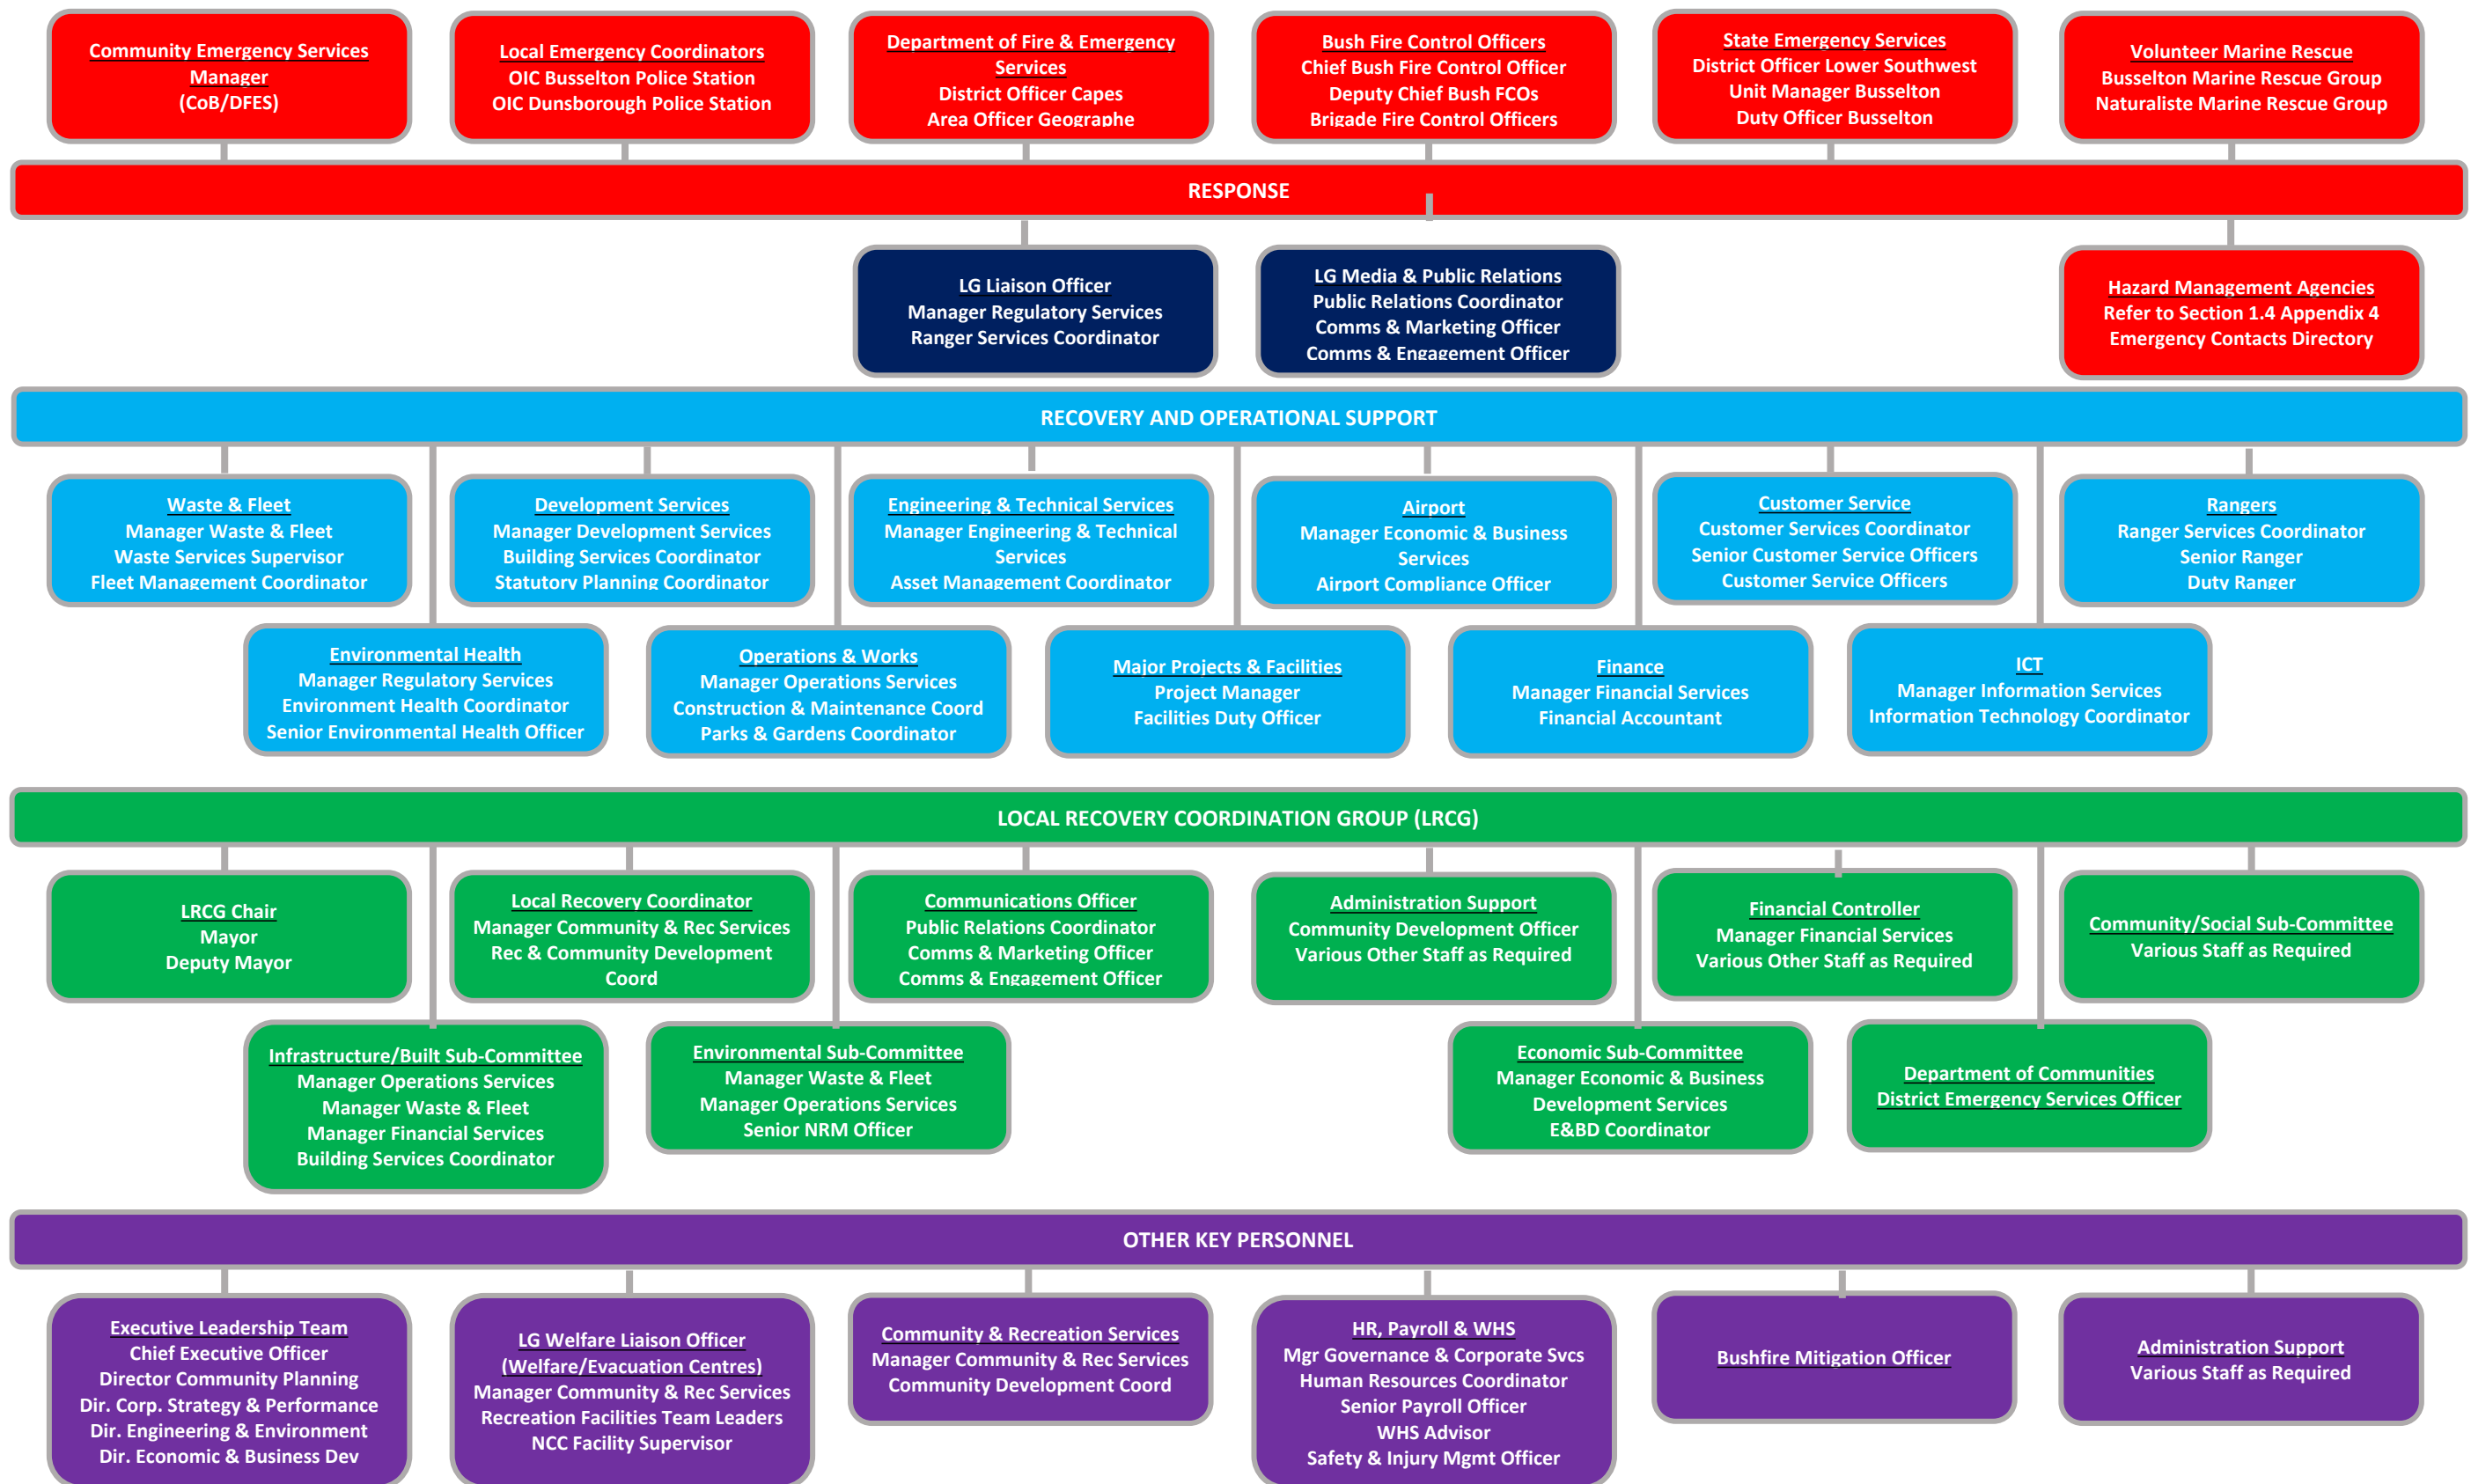 Community Emergency Services
Manager
(CoB/DFES)
Local Emergency Coordinators
OIC Busselton Police Station
OIC Dunsborough Police Station
Department of Fire & Emergency
Services
District Officer Capes
Area Officer Geographe
Bush Fire Control Officers
Chief Bush Fire Control Officer
Deputy Chief Bush FCOs
Brigade Fire Control Officers
State Emergency Services
District Officer Lower Southwest
Unit Manager Busselton
Duty Officer Busselton
Volunteer Marine Rescue
Busselton Marine Rescue Group
Naturaliste Marine Rescue Group
RESPONSE
LG Liaison Officer
Manager Regulatory Services
Ranger Services Coordinator
LG Media & Public Relations
Public Relations Coordinator
Comms & Marketing Officer
Comms & Engagement Officer
Hazard Management Agencies
Refer to Section 1.4 Appendix 4
Emergency Contacts Directory
RECOVERY AND OPERATIONAL SUPPORT
Waste & Fleet
Manager Waste & Fleet
Waste Services Supervisor
Fleet Management Coordinator
Development Services
Manager Development Services
Building Services Coordinator
Statutory Planning Coordinator
Engineering & Technical Services
Manager Engineering & Technical
Services
Asset Management Coordinator
Airport
Manager Economic & Business
Services
Airport Compliance Officer
Customer Service
Customer Services Coordinator
Senior Customer Service Officers
Customer Service Officers
Rangers
Ranger Services Coordinator
Senior Ranger
Duty Ranger
Environmental Health
Manager Regulatory Services
Environment Health Coordinator
Senior Environmental Health Officer
Operations & Works
Manager Operations Services
Construction & Maintenance Coord
Parks & Gardens Coordinator
Major Projects & Facilities
Project Manager
Facilities Duty Officer
Finance
Manager Financial Services
Financial Accountant
ICT
Manager Information Services
Information Technology Coordinator
LOCAL RECOVERY COORDINATION GROUP (LRCG)
LRCG Chair
Mayor
Deputy Mayor
Local Recovery Coordinator
Manager Community & Rec Services
Rec & Community Development
Coord
Communications Officer
Public Relations Coordinator
Comms & Marketing Officer
Comms & Engagement Officer
Administration Support
Community Development Officer
Various Other Staff as Required
Financial Controller
Manager Financial Services
Various Other Staff as Required
Community/Social Sub-Committee
Various Staff as Required
Infrastructure/Built Sub-Committee
Manager Operations Services
Manager Waste & Fleet
Manager Financial Services
Building Services Coordinator
Environmental Sub-Committee
Manager Waste & Fleet
Manager Operations Services
Senior NRM Officer
Economic Sub-Committee
Manager Economic & Business
Development Services
E&BD Coordinator
Department of Communities
District Emergency Services Officer
OTHER KEY PERSONNEL
Executive Leadership Team
Chief Executive Officer
Director Community Planning
Dir. Corp. Strategy & Performance
Dir. Engineering & Environment
Dir. Economic & Business Dev
LG Welfare Liaison Officer
(Welfare/Evacuation Centres)
Manager Community & Rec Services
Recreation Facilities Team Leaders
NCC Facility Supervisor
Community & Recreation Services
Manager Community & Rec Services
Community Development Coord
HR, Payroll & WHS
Mgr Governance & Corporate Svcs
Human Resources Coordinator
Senior Payroll Officer
WHS Advisor
Safety & Injury Mgmt Officer
Bushfire Mitigation Officer
Administration Support
Various Staff as Required